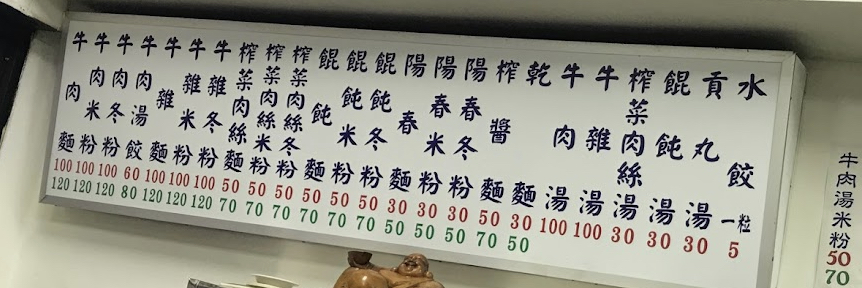 牛肉麵 100 120
牛肉米粉 100 120
牛肉冬粉 100 120
牛肉湯餃 60 80
牛雜麵 100 120
牛雜米粉 100 120
牛雜冬粉 100 120
榨菜肉絲麵 50 70
榨菜肉絲米粉 50 70
榨菜肉絲冬粉 50 70
餛飩麵 50 70
餛飩米粉 50 70
餛飩冬粉 50 70
陽春麵 30 50
陽春米粉 30 50
陽春冬粉 30 50
榨醬麵 50 70
乾麵 30 50
牛肉湯 100
牛雜湯 100
榨菜肉絲湯 30
餛飩湯 30
貢丸湯 30
水餃一粒 5
牛肉湯米粉 50 70